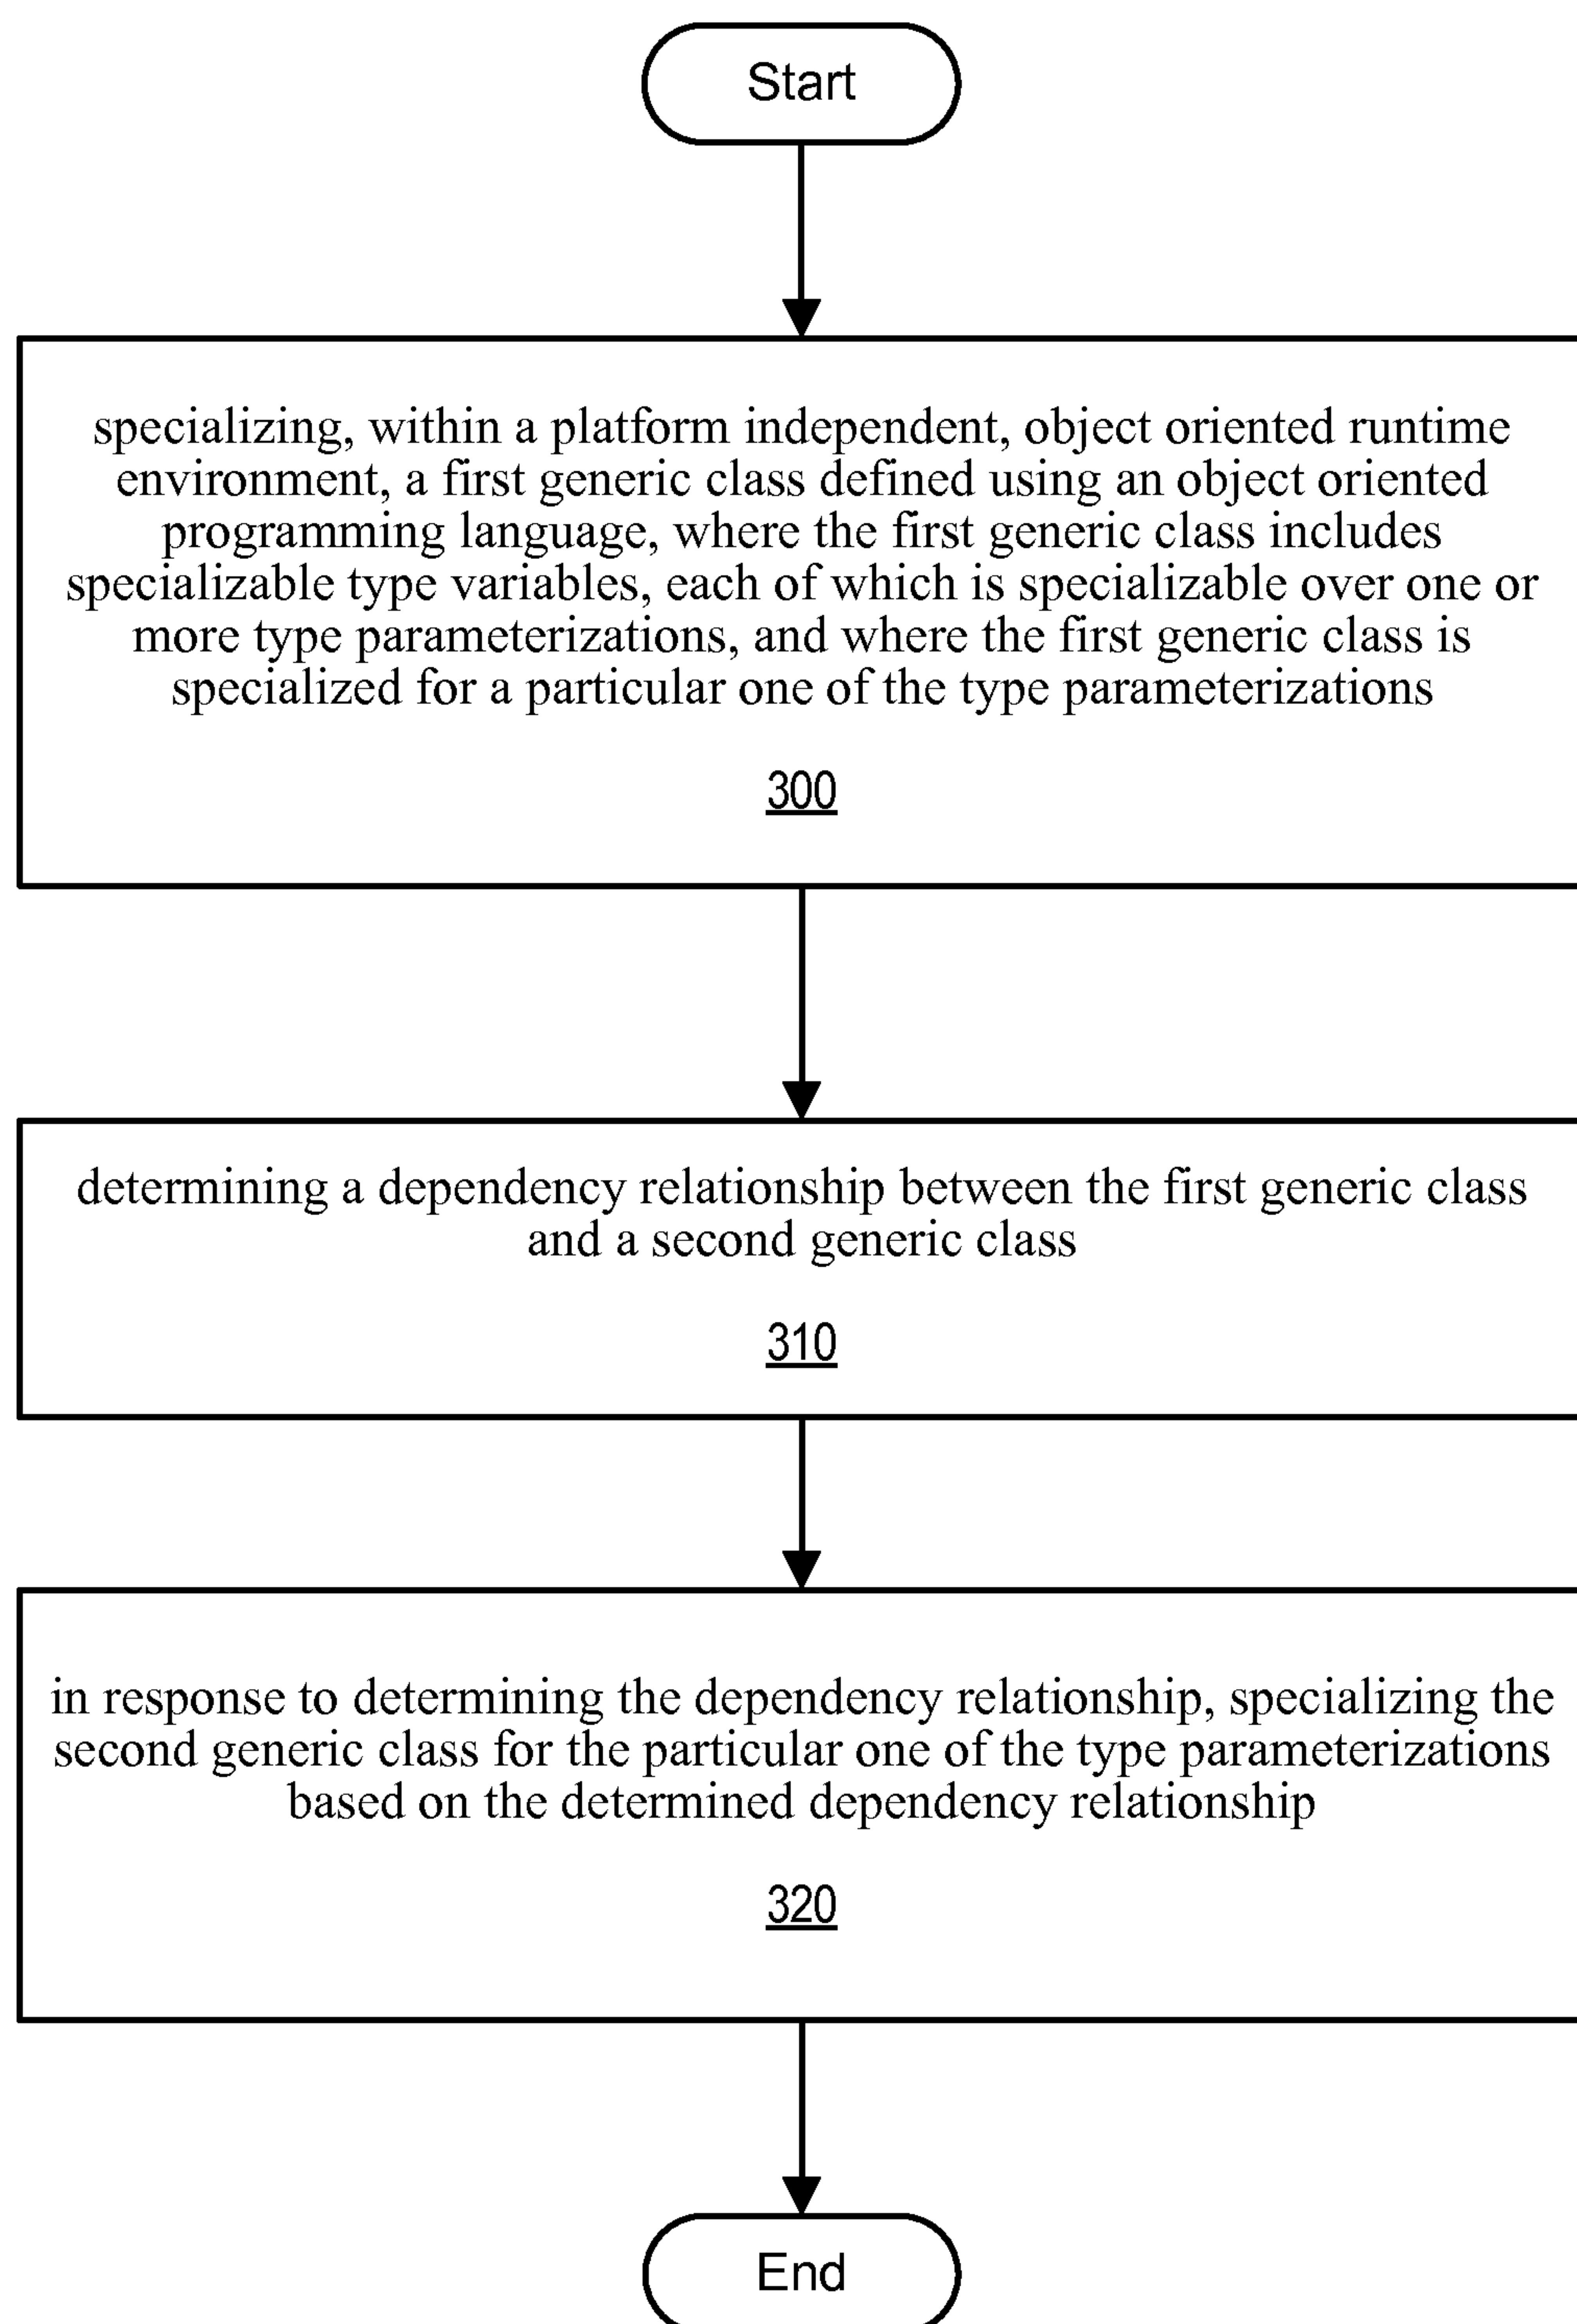 Start
specializing, within a platform independent, object oriented runtime
environment, a first generic class defined using an object oriented
programming language, where the first generic class includes
specializable type variables, each of which is specializable over one or
more type parameterizations, and where the first generic class is
specialized for a particular one of the type parameterizations
300
determining a dependency relationship between the first generic class
and a second generic class
310
in response to determining the dependency relationship, specializing the
second generic class for the particular one of the type parameterizations
based on the determined dependency relationship
320
End